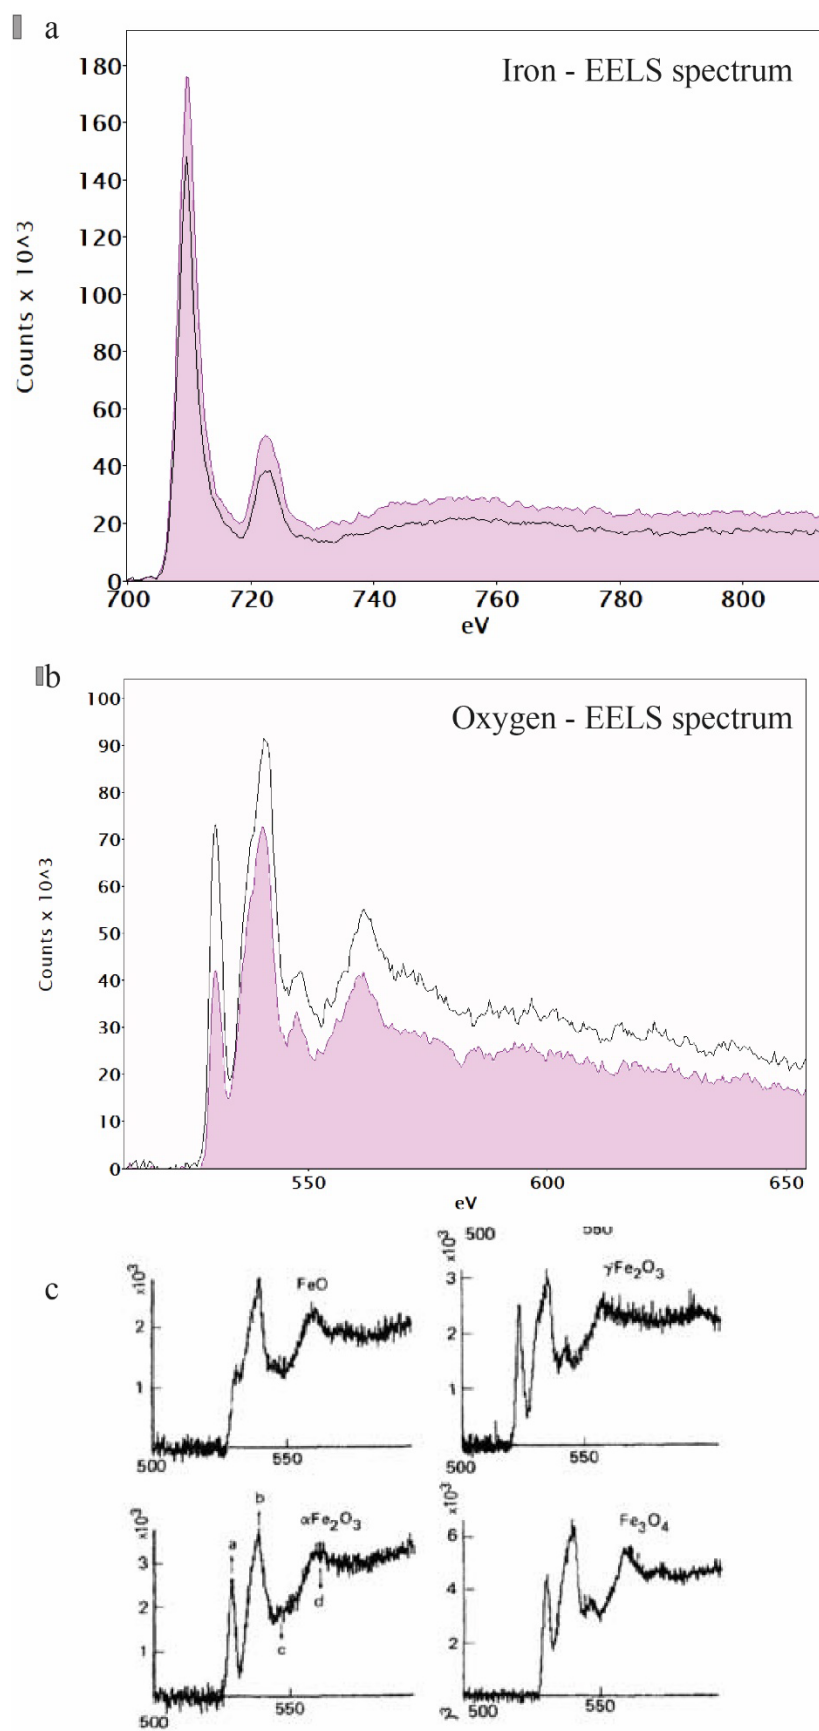 a
Iron - EELS spectrum
180
160
140
120
100
80
60
40
20
0
Counts x 10^3
700 720 740 760 780 800
eV
b
Oxygen - EELS spectrum
100
90
80
70
60
50
40
30
20
10
0
Counts x 10^3
550 600 650
eV
c
x10³
FeO
2
1
500 550
500 550
x10³
γFe₂O₃
3
2
1
500 550
x10³
a b αFe₂O₃
3
2
1
c d
500 550
x10³
Fe₃O₄
6
4
2
550